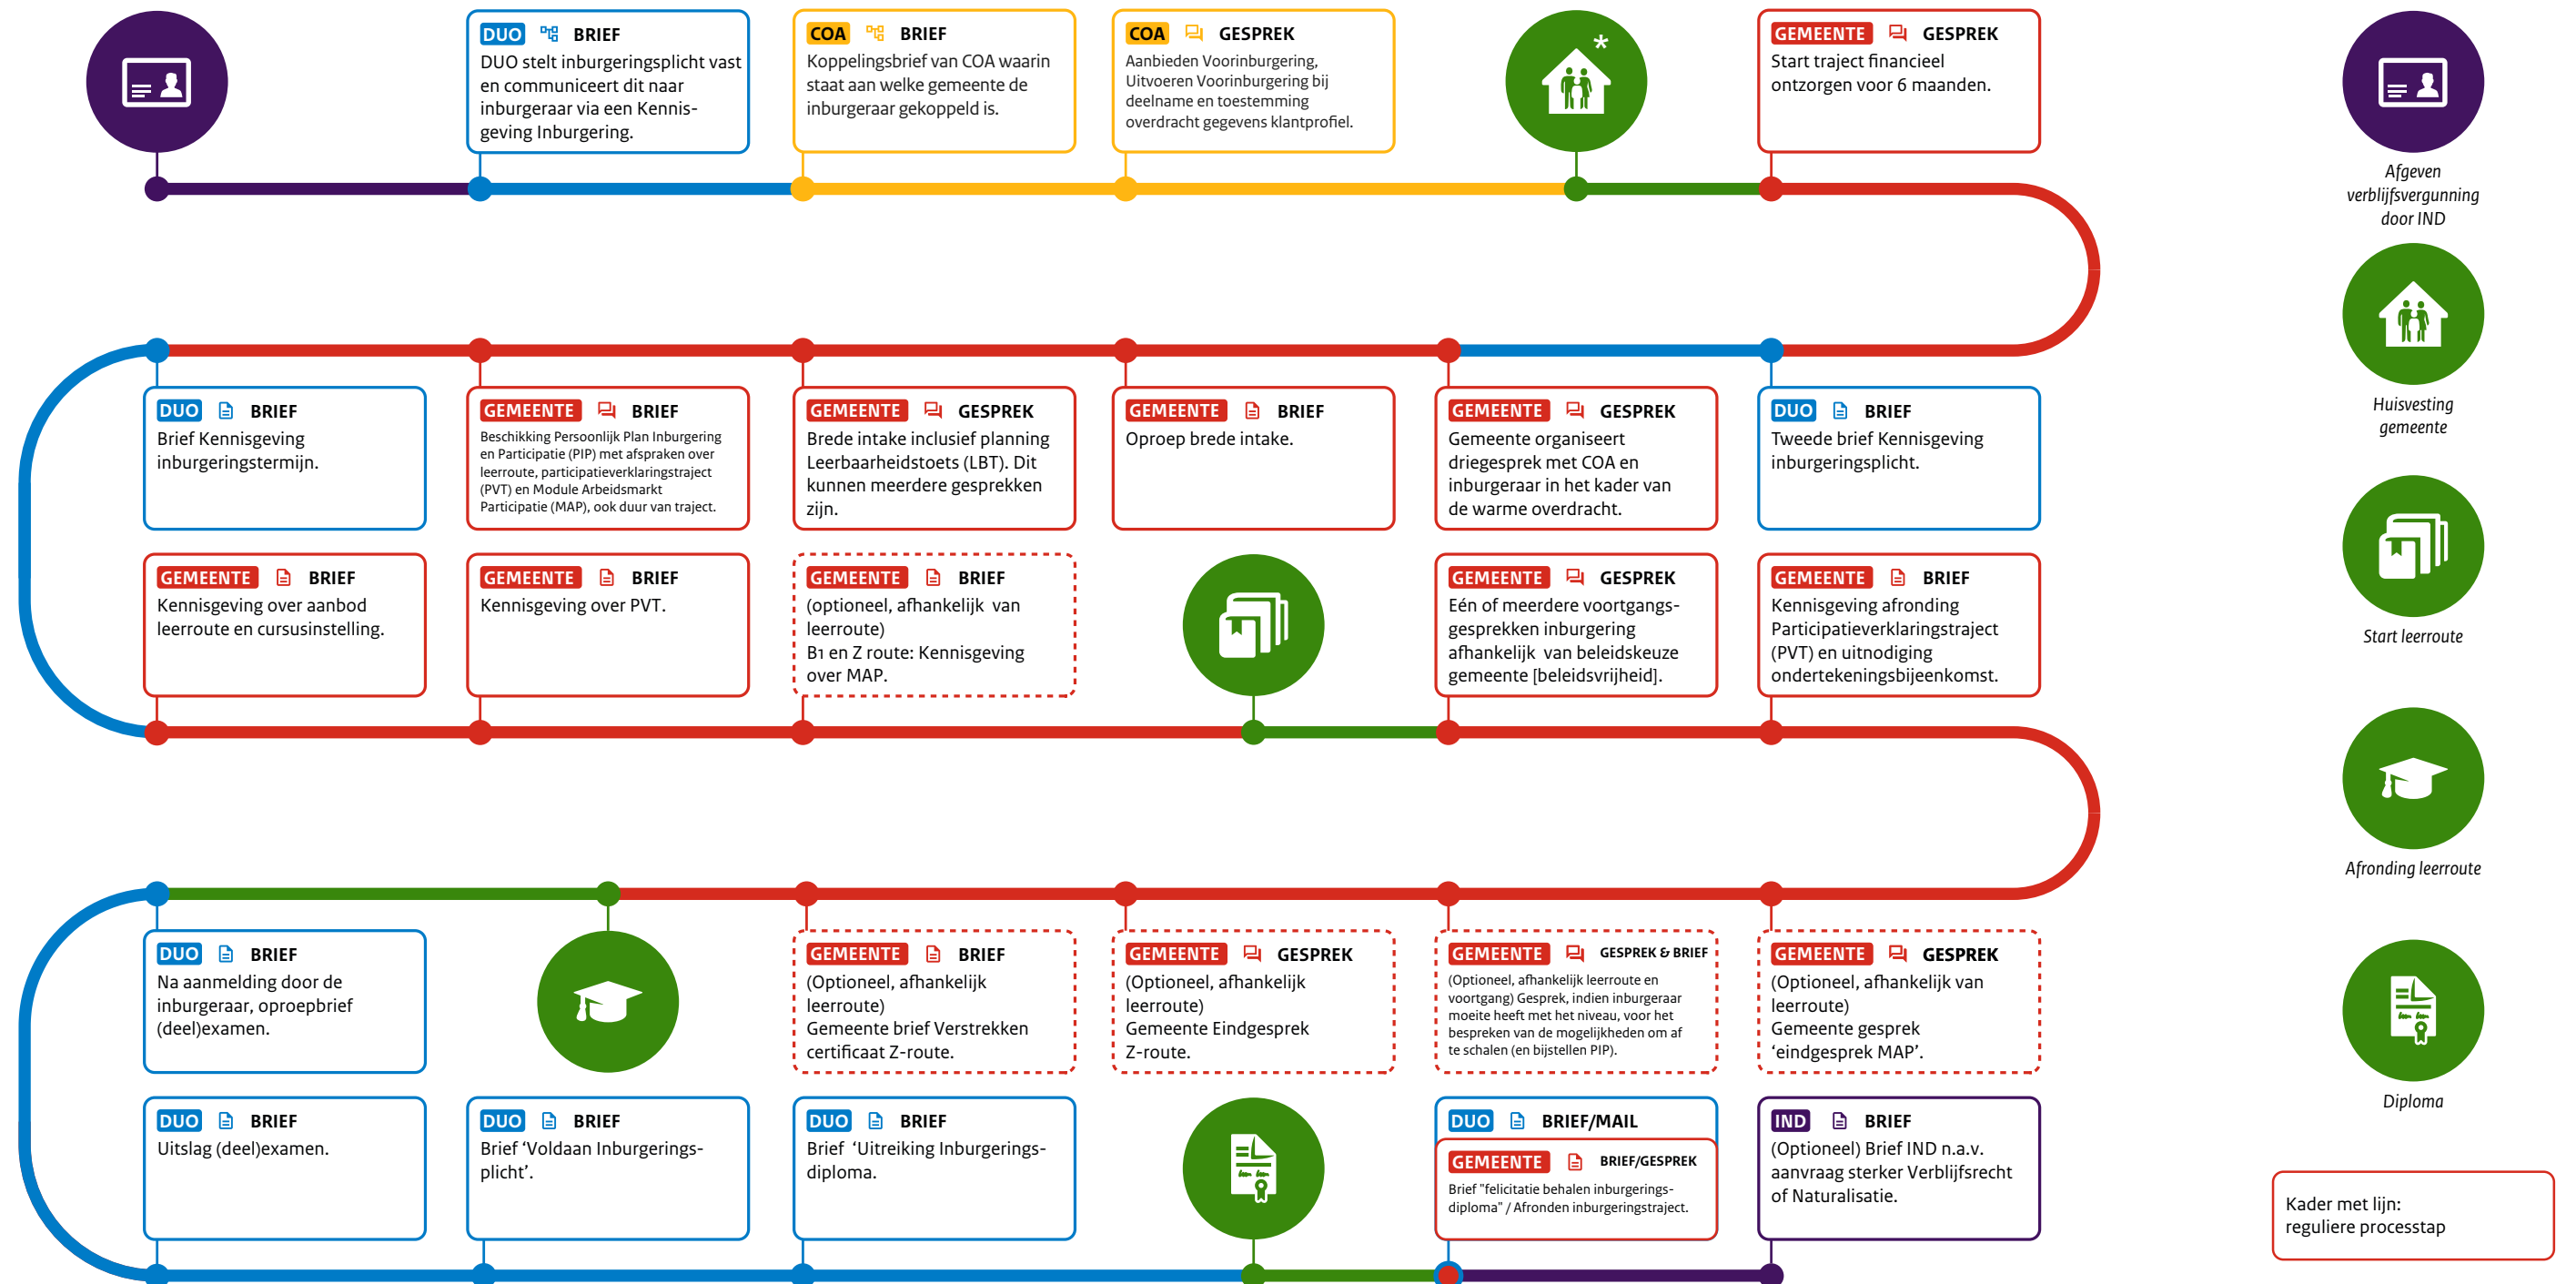 DUO BRIEF
DUO stelt inburgeringsplicht vast
en communiceert dit naar
inburgeraar via een Kennis-
geving Inburgering.
COA BRIEF
Koppelingsbrief van COA waarin
staat aan welke gemeente de
inburgeraar gekoppeld is.
COA GESPREK
Aanbieden Voorinburgering,
Uitvoeren Voorinburgering bij
deelname en toestemming
overdracht gegevens klantprofiel.
*
GEMEENTE GESPREK
Start traject financieel
ontzorgen voor 6 maanden.
Afgeven
verblijfsvergunning
door IND
DUO BRIEF
Brief Kennisgeving
inburgeringstermijn.
GEMEENTE BRIEF
Beschikking Persoonlijk Plan Inburgering
en Participatie (PIP) met afspraken over
leerroute, participatieverklaringstraject
(PVT) en Module Arbeidsmarkt
Participatie (MAP), ook duur van traject.
GEMEENTE GESPREK
Brede intake inclusief planning
Leerbaarheidstoets (LBT). Dit
kunnen meerdere gesprekken
zijn.
GEMEENTE BRIEF
Oproep brede intake.
GEMEENTE GESPREK
Gemeente organiseert
driegesprek met COA en
inburgeraar in het kader van
de warme overdracht.
DUO BRIEF
Tweede brief Kennisgeving
inburgeringsplicht.
Huisvesting
gemeente
GEMEENTE BRIEF
Kennisgeving over aanbod
leerroute en cursusinstelling.
GEMEENTE BRIEF
Kennisgeving over PVT.
GEMEENTE BRIEF
(optioneel, afhankelijk van
leerroute)
B1 en Z route: Kennisgeving
over MAP.
GEMEENTE GESPREK
Eén of meerdere voortgangs-
gesprekken inburgering
afhankelijk van beleidskeuze
gemeente [beleidsvrijheid].
GEMEENTE BRIEF
Kennisgeving afronding
Participatieverklaringstraject
(PVT) en uitnodiging
ondertekeningsbijeenkomst.
Start leerroute
Afronding leerroute
DUO BRIEF
Na aanmelding door de
inburgeraar, oproepbrief
(deel)examen.
GEMEENTE BRIEF
(Optioneel, afhankelijk
leerroute)
Gemeente brief Verstrekken
certificaat Z-route.
GEMEENTE GESPREK
(Optioneel, afhankelijk
leerroute)
Gemeente Eindgesprek
Z-route.
GEMEENTE GESPREK & BRIEF
(Optioneel, afhankelijk leerroute en
voortgang) Gesprek, indien inburgeraar
moeite heeft met het niveau, voor het
bespreken van de mogelijkheden om af
te schalen (en bijstellen PIP).
GEMEENTE GESPREK
(Optioneel, afhankelijk van
leerroute)
Gemeente gesprek
‘eindgesprek MAP’.
Diploma
DUO BRIEF
Uitslag (deel)examen.
DUO BRIEF
Brief ‘Voldaan Inburgerings-
plicht’.
DUO BRIEF
Brief ‘Uitreiking Inburgerings-
diploma.
DUO BRIEF/MAIL
GEMEENTE BRIEF/GESPREK
Brief "felicitatie behalen inburgerings-
diploma" / Afronden inburgeringstraject.
IND BRIEF
(Optioneel) Brief IND n.a.v.
aanvraag sterker Verblijfsrecht
of Naturalisatie.
Kader met lijn:
reguliere processtap